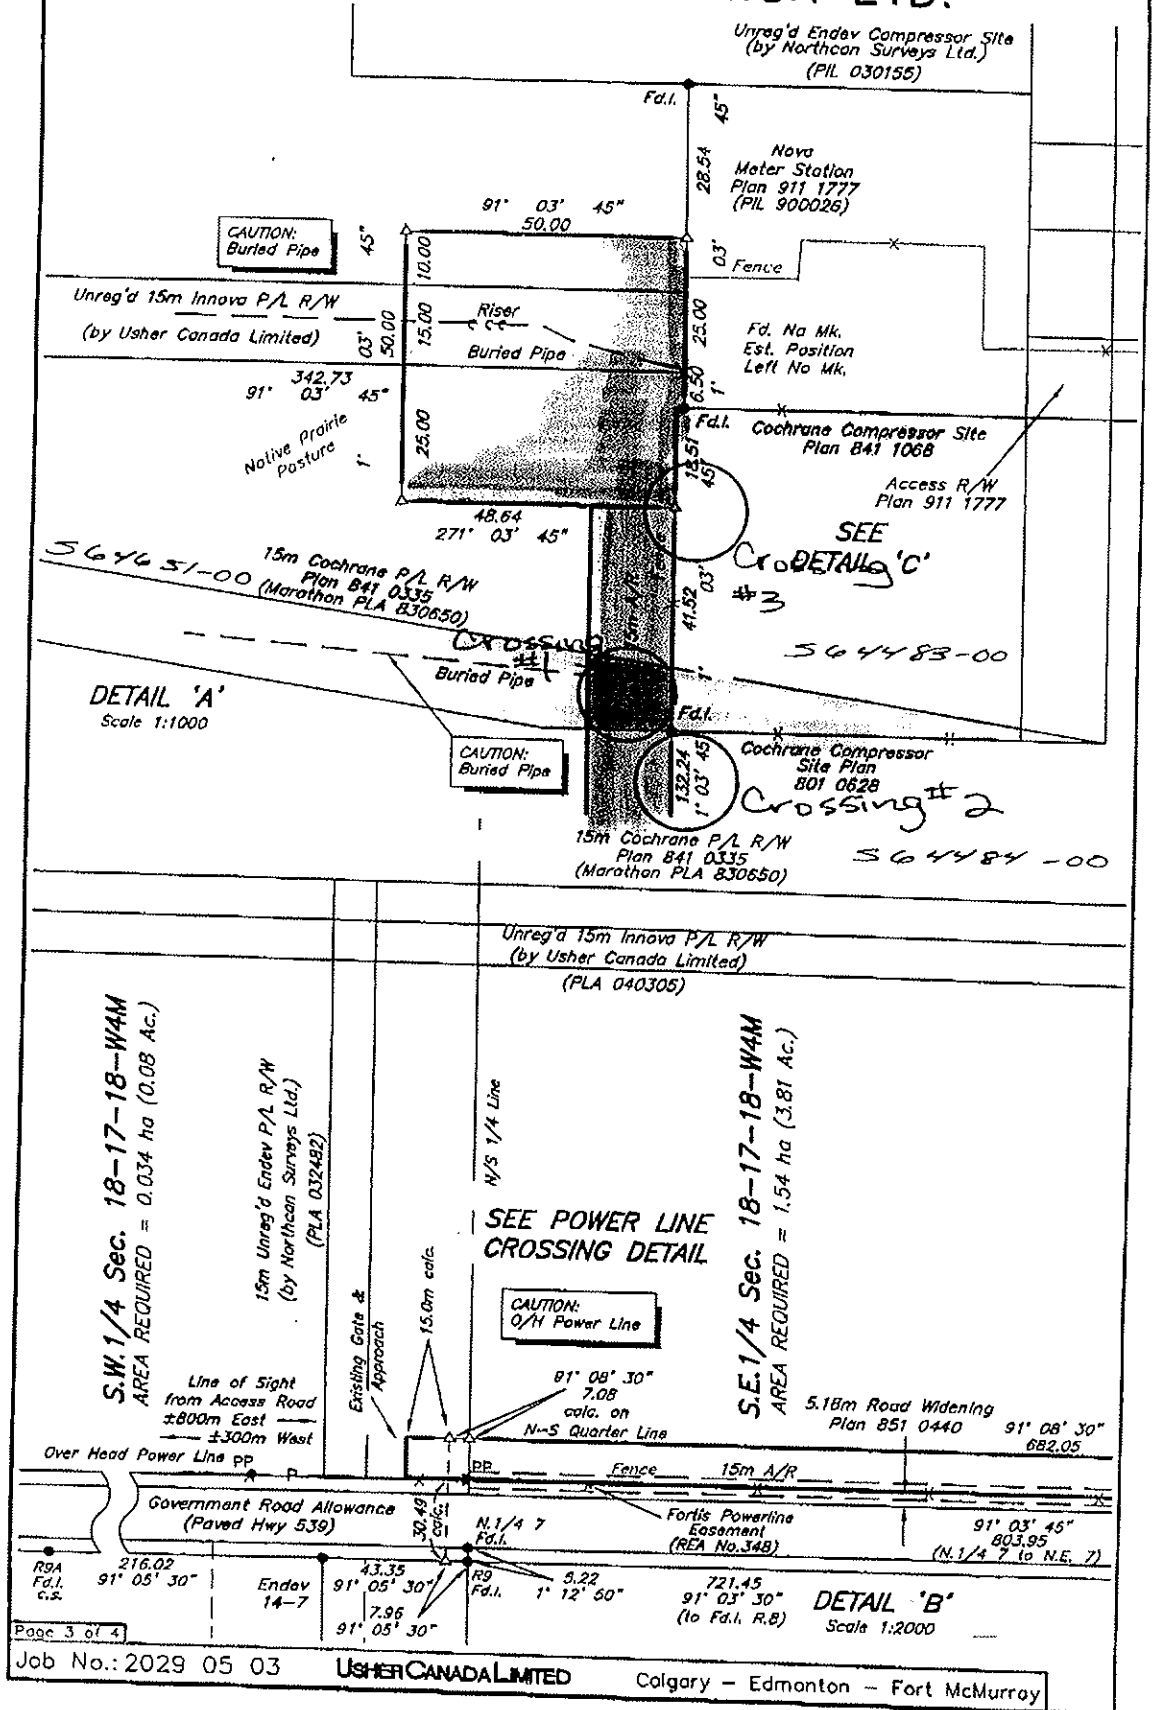 LTD.
Unreg'd Endev Compressor Site
(by Northcan Surveys Ltd.)
(PIL 030155)
Fd.I.
45"
28.54
03'
Nova
Meter Station
Plan 911 1777
(PIL 900026)
91° 03' 45"
50.00
CAUTION:
Buried Pipe
45"
10.00
Fence
Unreg'd 15m Innova P/L R/W
(by Usher Canada Limited)
03'
50.00
15.00
Riser
Buried Pipe
25.00
Fd. No Mk.
Est. Position
Left No Mk.
342.73
91° 03' 45"
6.50
1'
Native Prairie
Pasture
1°
25.00
Fd.I.
Cochrane Compressor Site
Plan 841 1068
18.51
45"
Access R/W
Plan 911 1777
48.64
271° 03' 45"
SEE
DETAIL 'C'
Crossing
#3
S64631-00
15m Cochrane P/L R/W
Plan 841 0335
(Marathon PLA 830650)
15m A/R
Fence
41.52
03'
1°
Crossing
#1
Buried Pipe
S64483-00
DETAIL 'A'
Scale 1:1000
Fd.I.
CAUTION:
Buried Pipe
132.24
1° 03' 45
Cochrane Compressor
Site Plan
801 0628
Crossing #2
15m Cochrane P/L R/W
Plan 841 0335
(Marathon PLA 830650)
S64484-00
Unreg'd 15m Innova P/L R/W
(by Usher Canada Limited)
(PLA 040305)
S.W.1/4 Sec. 18-17-18-W4M
AREA REQUIRED = 0.034 ha (0.08 Ac.)
15m Unreg'd Endev P/L R/W
(by Northcan Surveys Ltd.)
(PLA 032482)
N/S 1/4 Line
S.E.1/4 Sec. 18-17-18-W4M
AREA REQUIRED = 1.54 ha (3.81 Ac.)
SEE POWER LINE
CROSSING DETAIL
CAUTION:
O/H Power Line
Existing Gate &
Approach
15.0m calc.
Line of Sight
from Access Road
±800m East
±300m West
91° 08' 30"
7.08
calc. on
N-S Quarter Line
5.18m Road Widening
Plan 851 0440
91° 08' 30"
682.05
Over Head Power Line PP
P
PP
Fence
15m A/R
Government Road Allowance
(Paved Hwy 539)
30.49
calc.
N.1/4 7
Fd.I.
Fortis Powerline
Easement
(REA No.348)
91° 03' 45"
803.95
(N.1/4 7 to N.E. 7)
R9A
Fd.I.
c.s.
216.02
91° 05' 30"
Endev
14-7
43.35
91° 05' 30"
7.96
91° 05' 30"
R9
Fd.I.
5.22
1° 12' 50"
721.45
91° 03' 30"
(to Fd.I. R.8)
DETAIL 'B'
Scale 1:2000
Page 3 of 4
Job No.: 2029 05 03
USHER CANADA LIMITED
Calgary – Edmonton – Fort McMurray